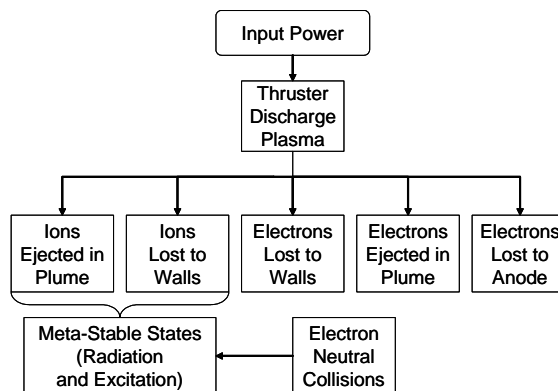 Input Power
Thruster
Discharge
Plasma
Ions
Ejected in
Plume
Ions
Lost to
Walls
Electrons
Lost to
Walls
Electrons
Ejected in
Plume
Electrons
Lost to
Anode
Meta-Stable States
(Radiation
and Excitation)
Electron
Neutral
Collisions